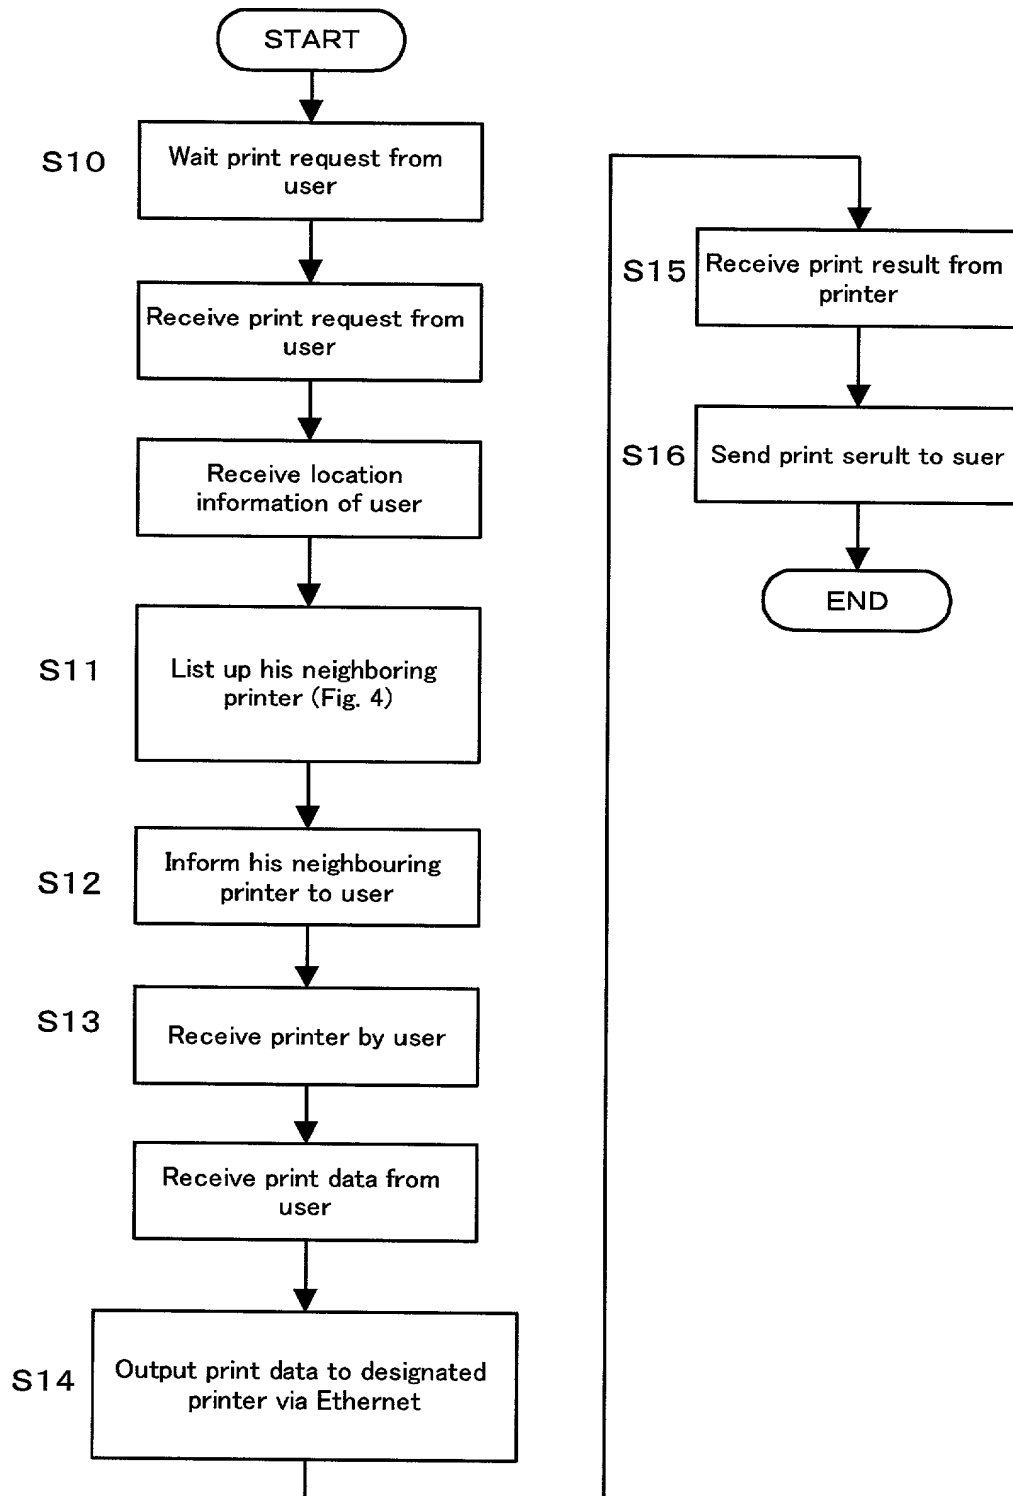 START
S10
Wait print request from
user
Receive print request from
user
Receive location
information of user
S11
List up his neighboring
printer (Fig. 4)
S12
Inform his neighbouring
printer to user
S13
Receive printer by user
Receive print data from
user
S14
Output print data to designated
printer via Ethernet
S15
Receive print result from
printer
S16
Send print serult to suer
END